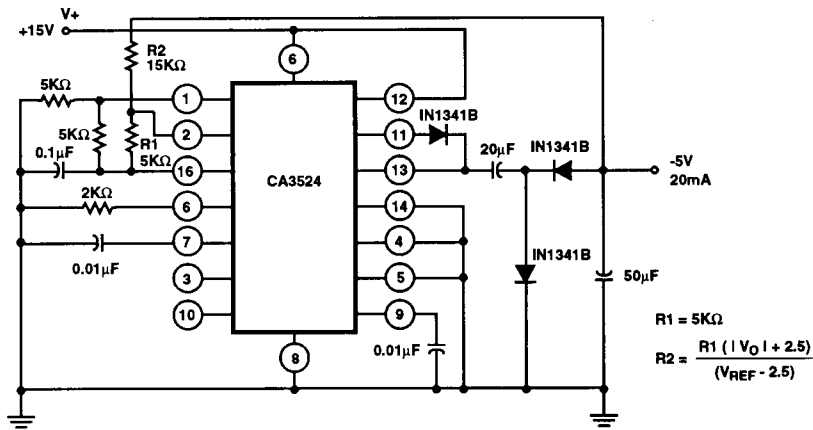 V+
+15V
R2
15KΩ
6
5KΩ
1
12
IN1341B
2
11
5KΩ
R1
5KΩ
0.1µF
16
CA3524
13
20µF
IN1341B
-5V
20mA
2KΩ
6
14
7
4
0.01µF
IN1341B
3
5
50µF
10
9
R1 = 5KΩ
8
0.01µF
R2 = R1 ( | VO | + 2.5)
(VREF - 2.5)